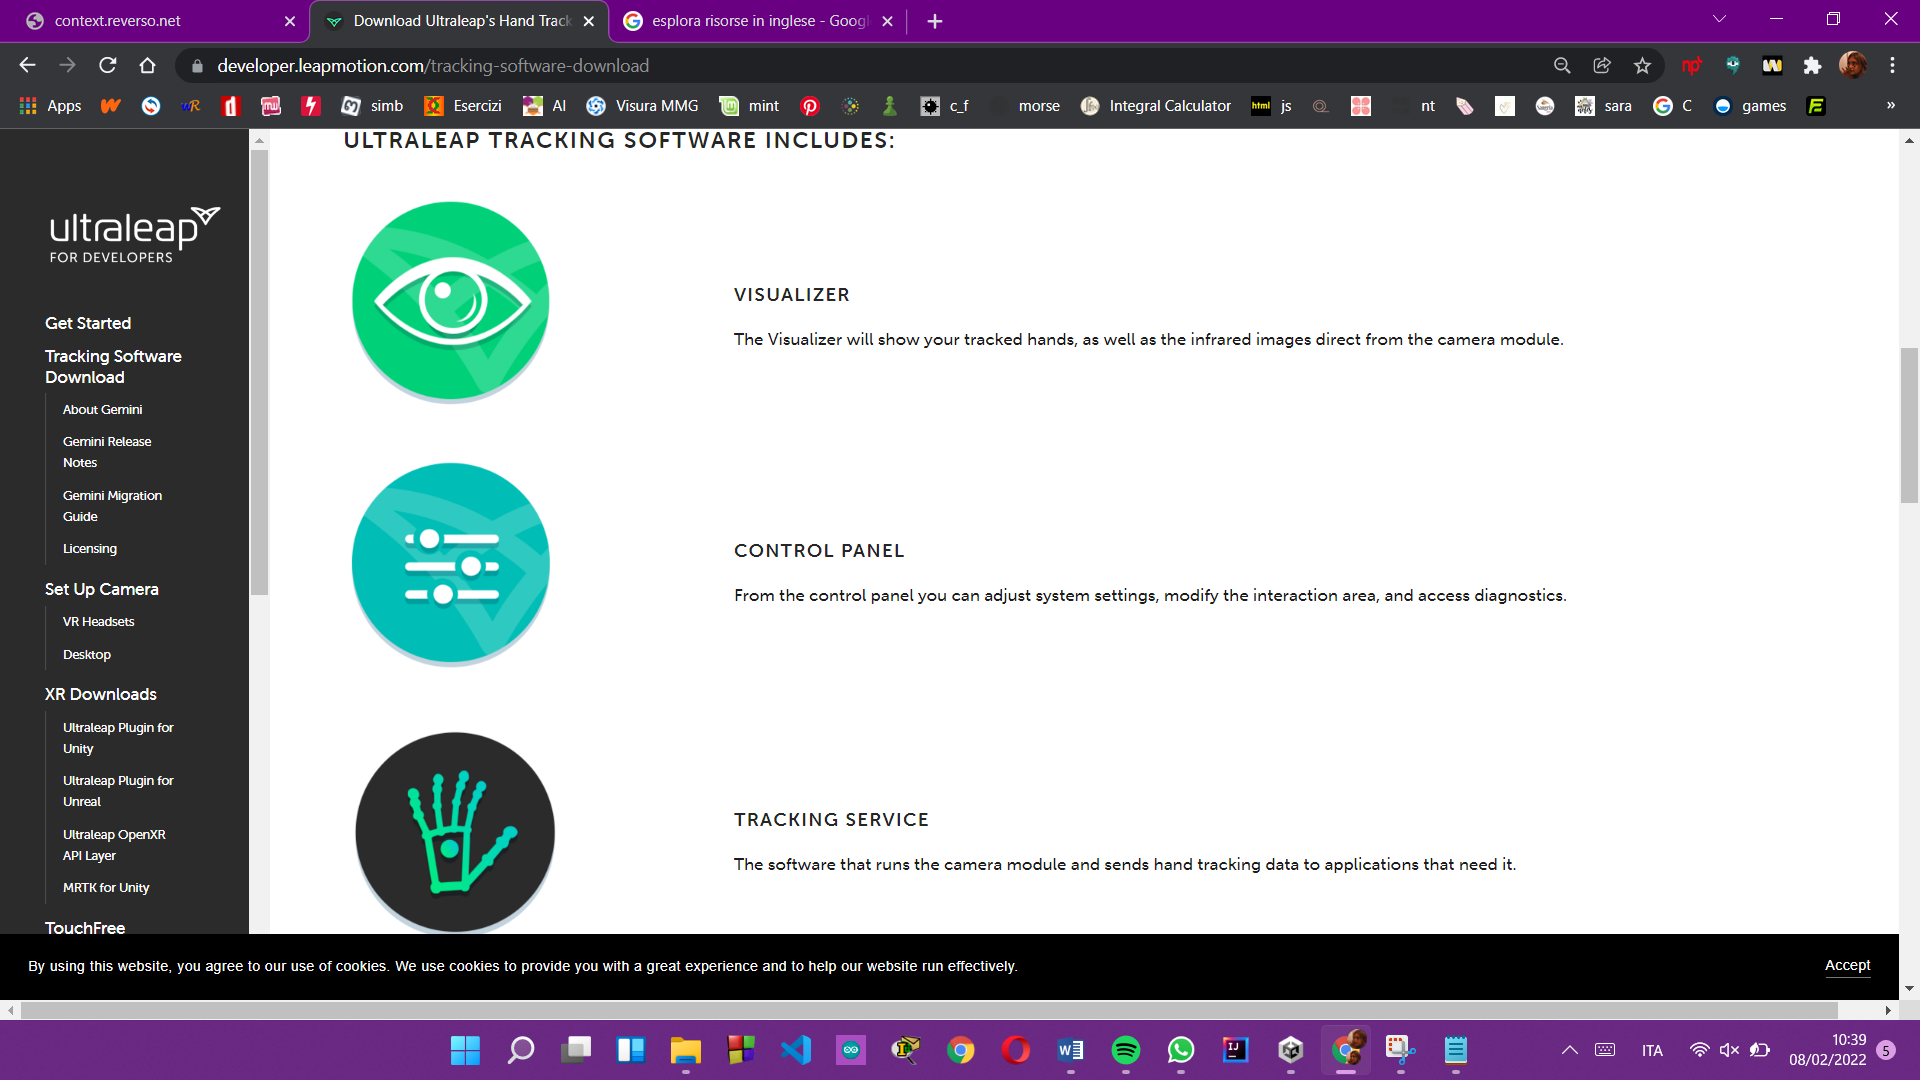 context.reverso.net
Download Ultraleap's Hand Track
esplora risorse in inglese - Goog
developer.leapmotion.com/tracking-software-download
Apps
simb
Esercizi
AI
Visura MMG
mint
c_f
morse
Integral Calculator
html js
nt
sara
C
games
»
ultraleap
FOR DEVELOPERS
Get Started
Tracking Software
Download
About Gemini
Gemini Release
Notes
Gemini Migration
Guide
Licensing
Set Up Camera
VR Headsets
Desktop
XR Downloads
Ultraleap Plugin for
Unity
Ultraleap Plugin for
Unreal
Ultraleap OpenXR
API Layer
MRTK for Unity
TouchFree
ULTRALEAP TRACKING SOFTWARE INCLUDES:
VISUALIZER
The Visualizer will show your tracked hands, as well as the infrared images direct from the camera module.
CONTROL PANEL
From the control panel you can adjust system settings, modify the interaction area, and access diagnostics.
TRACKING SERVICE
The software that runs the camera module and sends hand tracking data to applications that need it.
By using this website, you agree to our use of cookies. We use cookies to provide you with a great experience and to help our website run effectively.
Accept
ITA
10:39
08/02/2022
5